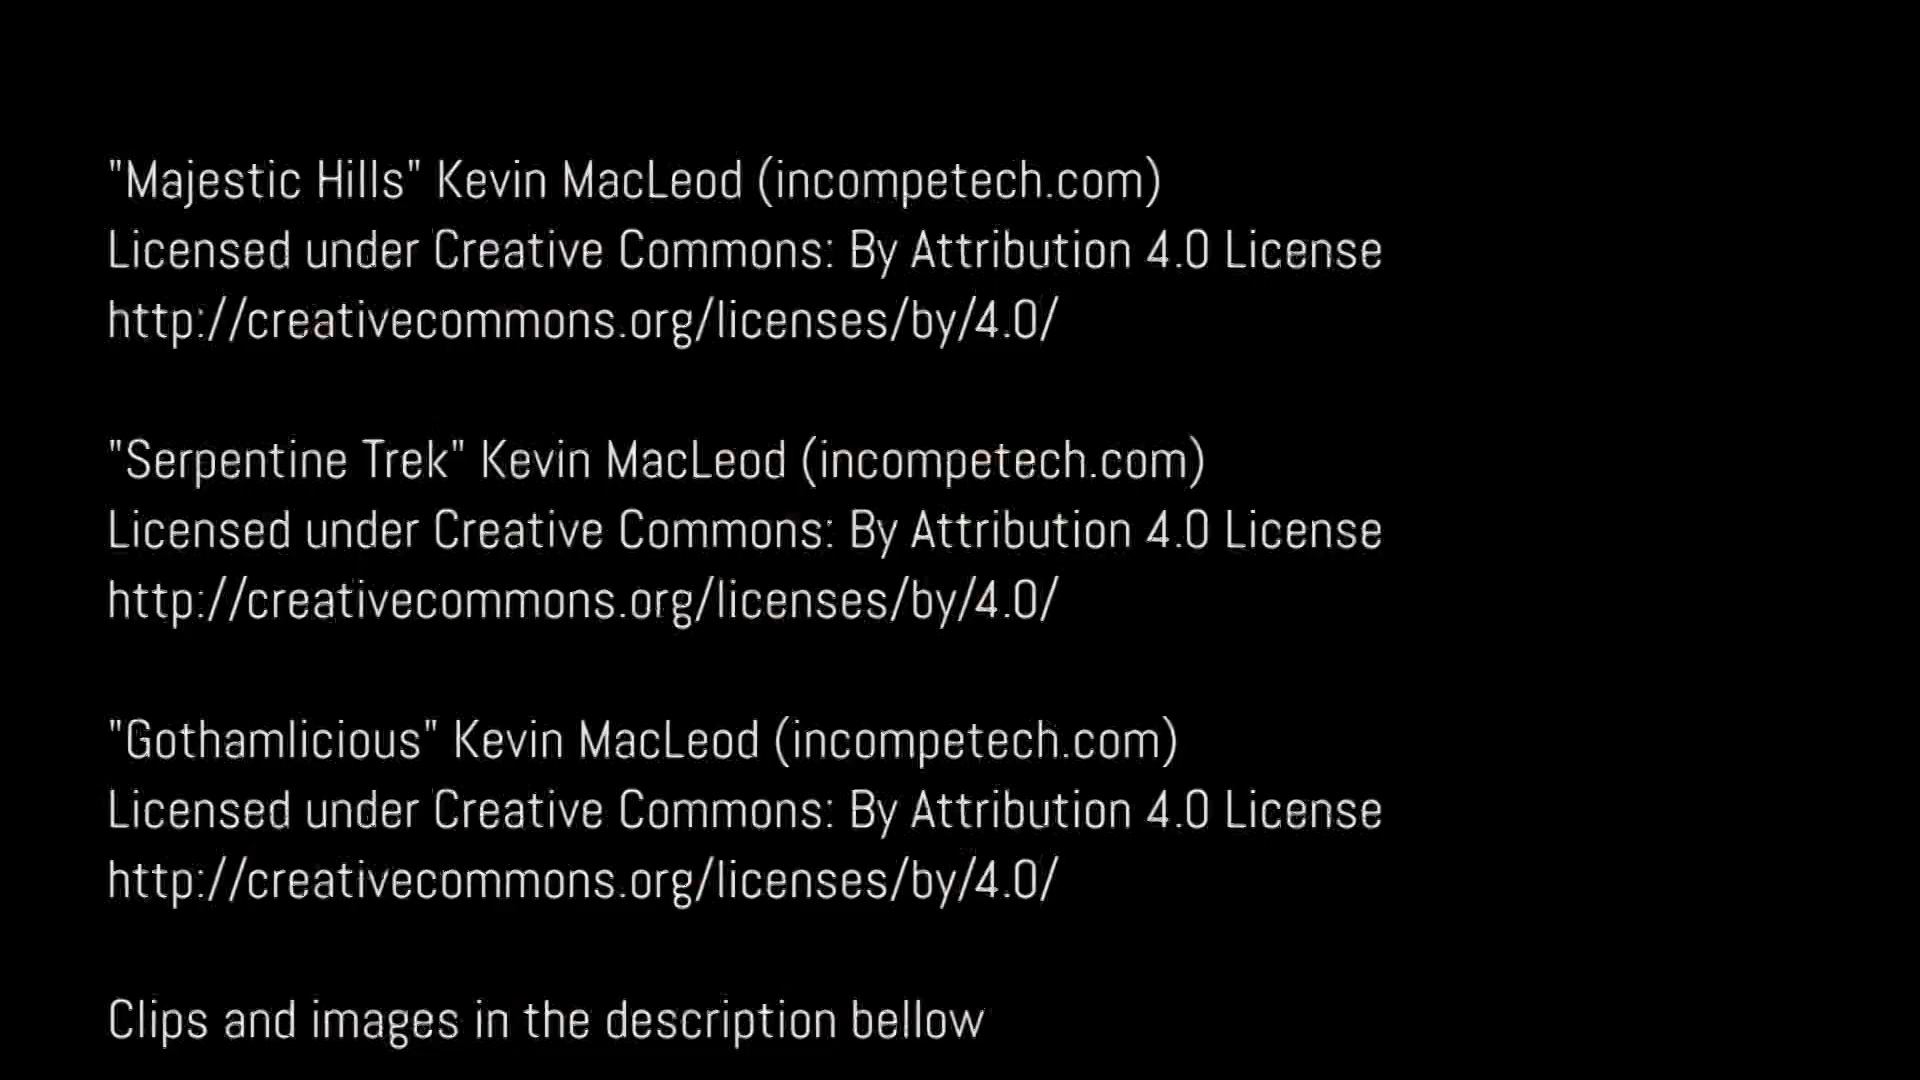 "Majestic Hills" Kevin MacLeod (incompetech.com)
Licensed under Creative Commons: By Attribution 4.0 License
http://creativecommons.org/licenses/by/4.0/
"Serpentine Trek" Kevin MacLeod (incompetech.com)
Licensed under Creative Commons: By Attribution 4.0 License
http://creativecommons.org/licenses/by/4.0/
"Gothamlicious" Kevin MacLeod (incompetech.com)
Licensed under Creative Commons: By Attribution 4.0 License
http://creativecommons.org/licenses/by/4.0/
Clips and images in the description bellow